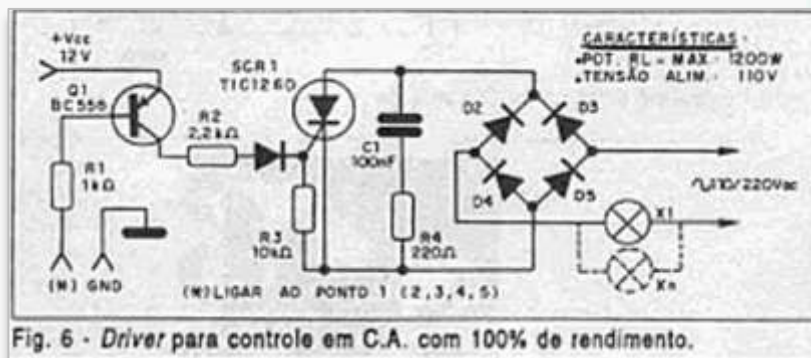 +Vcc
12V
Q1
BC556
R1
1kΩ
(M) GND
R2
2,2kΩ
SCR1
TIC126D
R3
10kΩ
C1
100nF
R4
220Ω
D2
D3
D4
D5
CARACTERÍSTICAS:
•POT. RL = MAX: 1200W
•TENSÃO ALIM.: 110V
110/220Vac
X1
Xn
(M) LIGAR AO PONTO 1 (2,3,4,5)
Fig. 6 - Driver para controle em C.A. com 100% de rendimento.